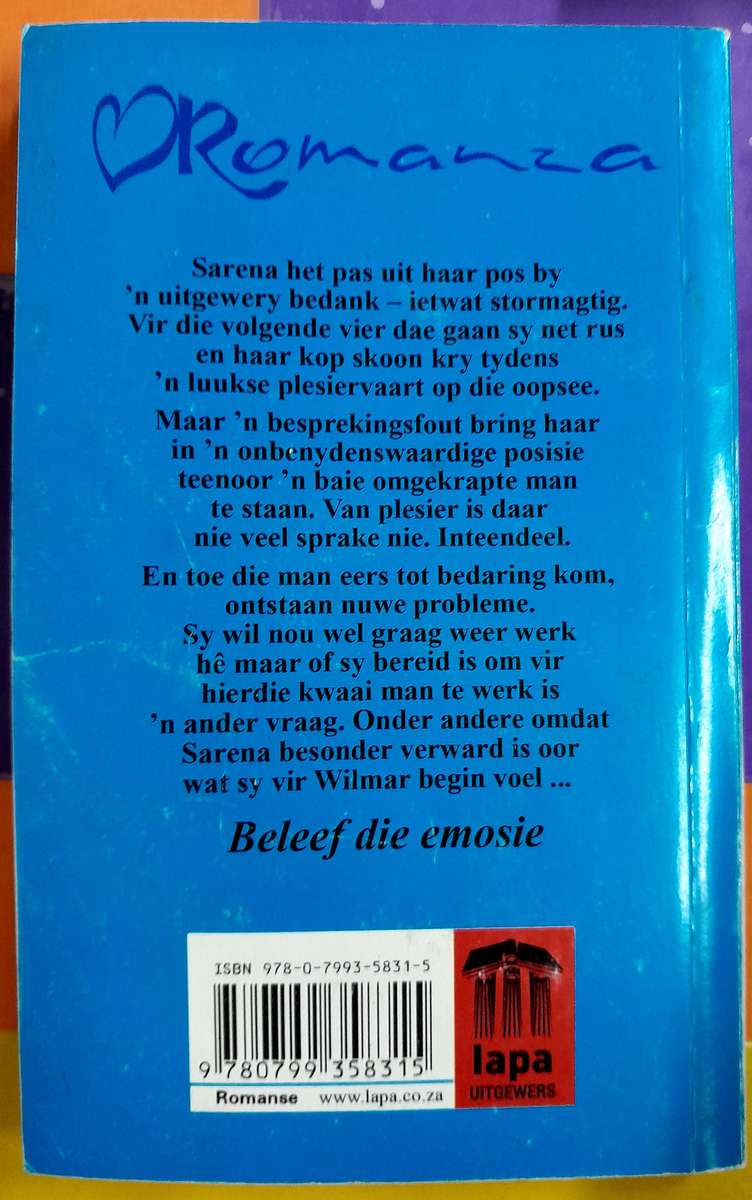 Romanza
Sarena het pas uit haar pos by
’n uitgewery bedank – ietwat stormagtig.
Vir die volgende vier dae gaan sy net rus
en haar kop skoon kry tydens
’n luukse plesiervaart op die oopsee.
Maar ’n besprekingsfout bring haar
in ’n onbenydenswaardige posisie
teenoor ’n baie omgekrapte man
te staan. Van plesier is daar
nie veel sprake nie. Inteendeel.
En toe die man eers tot bedaring kom,
ontstaan nuwe probleme.
Sy wil nou wel graag weer werk
hê maar of sy bereid is om vir
hierdie kwaai man te werk is
’n ander vraag. Onder andere omdat
Sarena besonder verward is oor
wat sy vir Wilmar begin voel ...
Beleef die emosie
ISBN 978-0-7993-5831-5
9 780799 358315
Romanse www.lapa.co.za
lapa
UITGEWERS